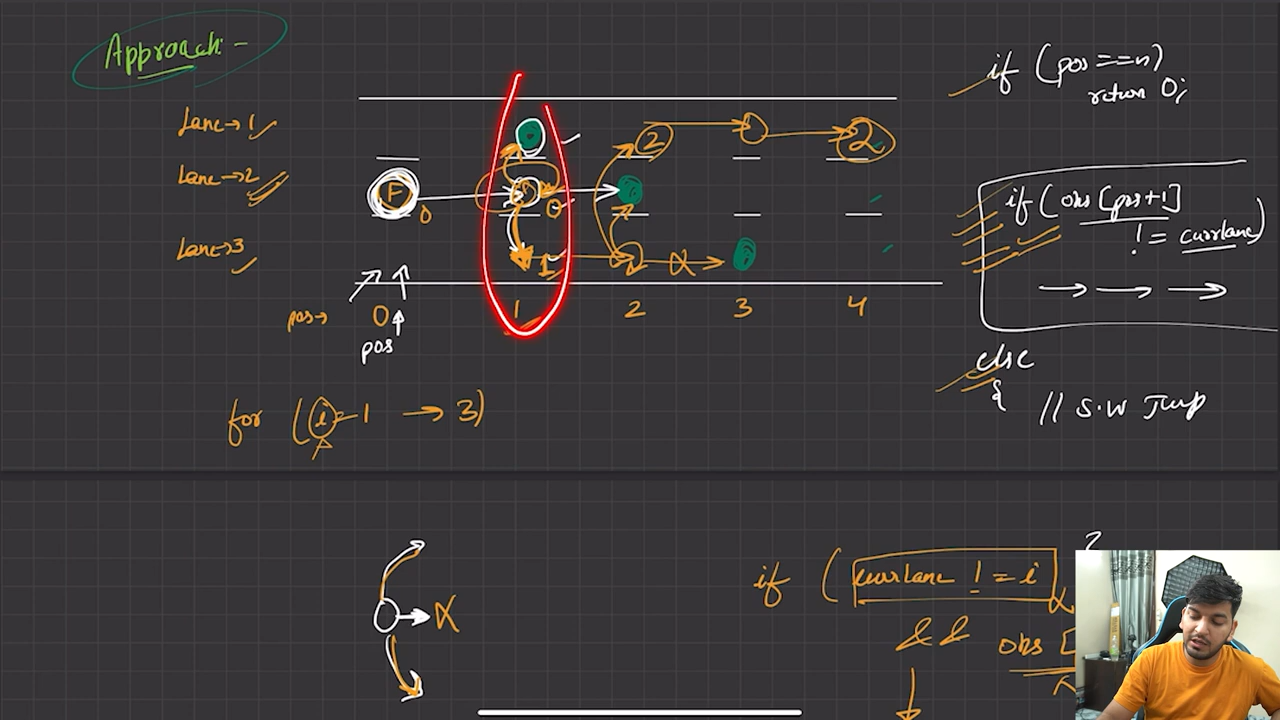 Approach:-
if (pos==n)
return 0;
Lane→1
2
2
Lane→2
F
0
0
if (obs[pos+1]
!= currlane)
Lane→3
1
pos→ 0 1 2 3 4
pos
else
{
// S.W Jump
for (i=1 → 3)
if (currlane != i)
&& obs[